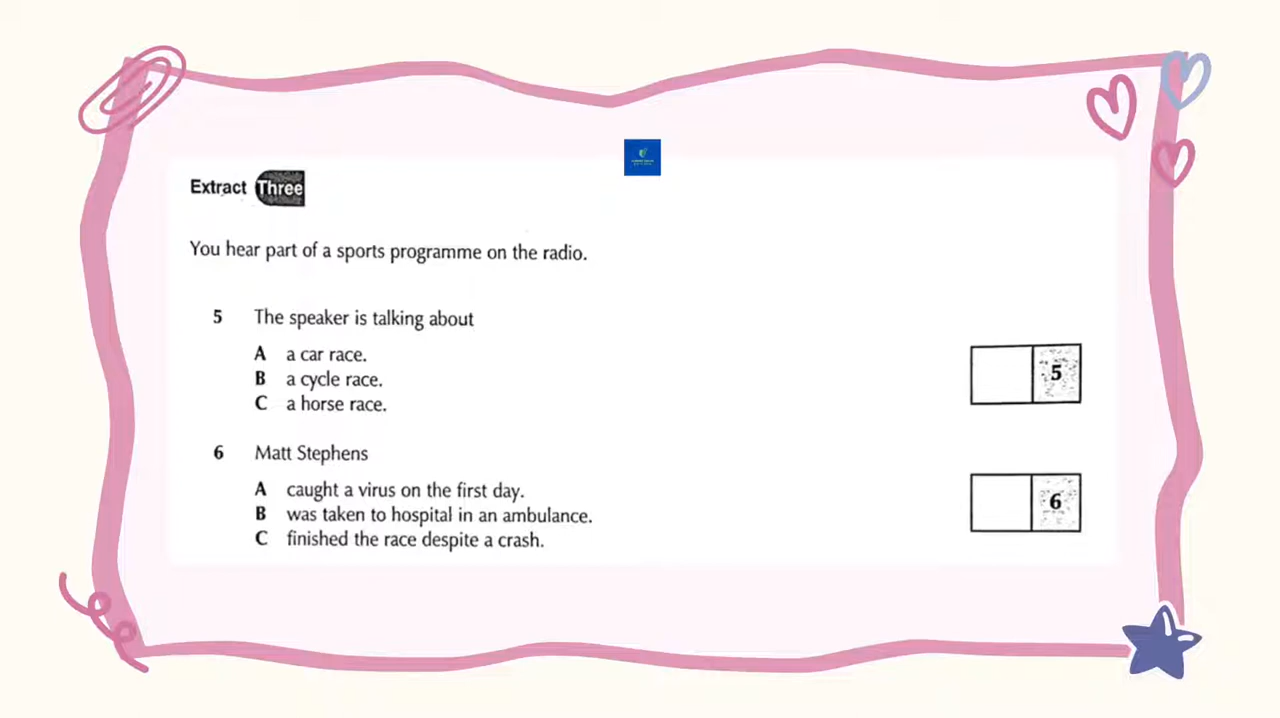 Extract Three
You hear part of a sports programme on the radio.
5 The speaker is talking about
A a car race.
B a cycle race.
C a horse race.
5
6 Matt Stephens
A caught a virus on the first day.
B was taken to hospital in an ambulance.
C finished the race despite a crash.
6